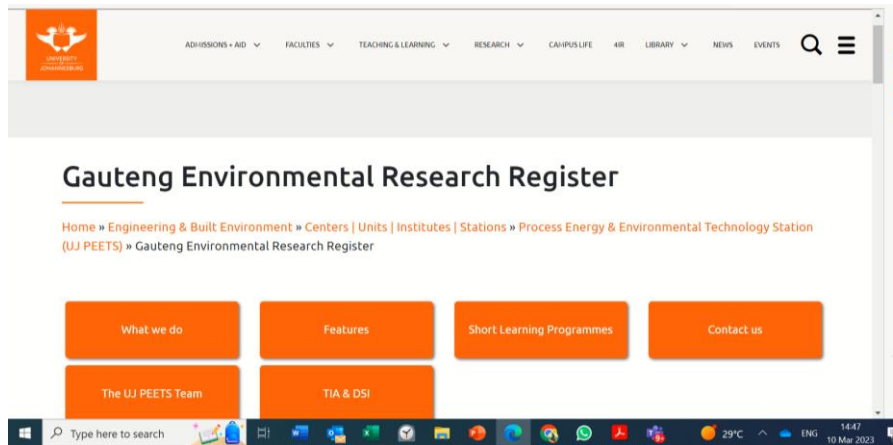 UNIVERSITY
OF
JOHANNESBURG
ADMISSIONS + AID FACULTIES TEACHING & LEARNING RESEARCH CAMPUS LIFE 4IR LIBRARY NEWS EVENTS
Gauteng Environmental Research Register
Home » Engineering & Built Environment » Centers | Units | Institutes | Stations » Process Energy & Environmental Technology Station
(UJ PEETS) » Gauteng Environmental Research Register
What we do Features Short Learning Programmes Contact us
The UJ PEETS Team TIA & DSI
Type here to search 29°C ENG 14:47
10 Mar 2023